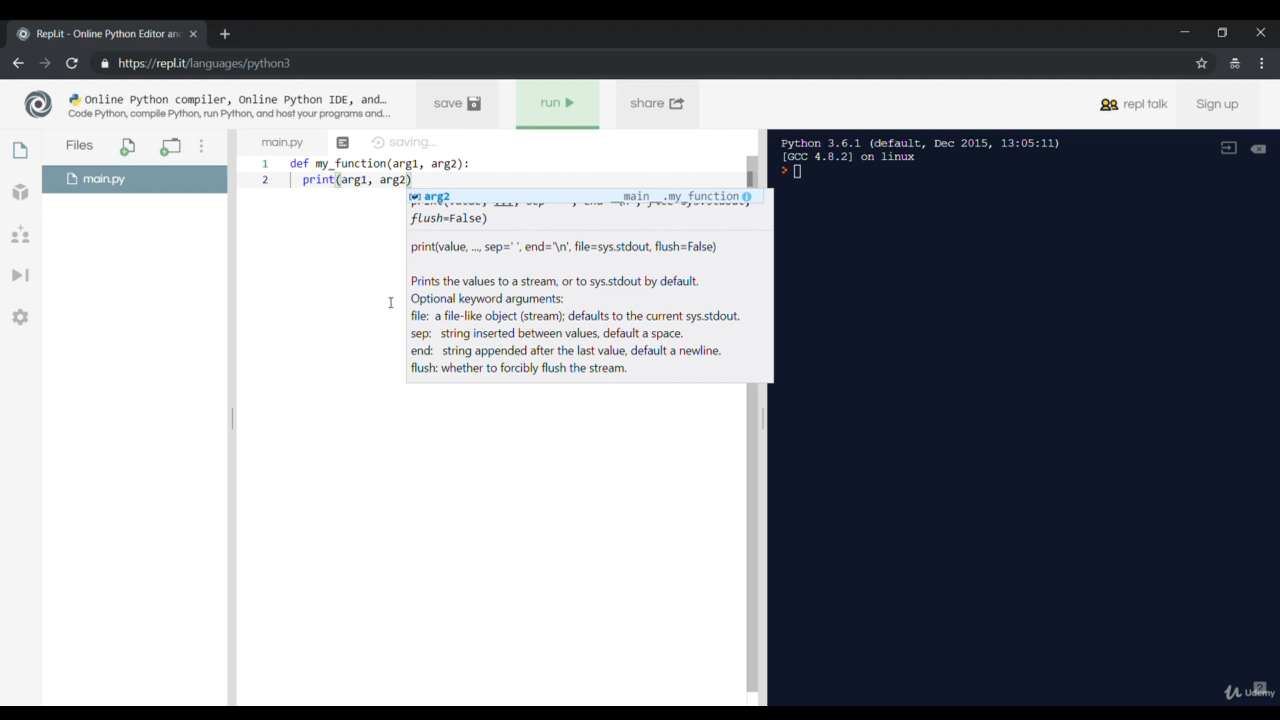 Repl.it - Online Python Editor an
https://repl.it/languages/python3
Online Python compiler, Online Python IDE, and...
Code Python, compile Python, run Python, and host your programs and...
save
run
share
repl talk
Sign up
Files
main.py
main.py
saving...
1 def my_function(arg1, arg2):
2 print(arg1, arg2)
arg2 main__.my_function
flush=False)
print(value, ..., sep=' ', end='\n', file=sys.stdout, flush=False)
Prints the values to a stream, or to sys.stdout by default.
Optional keyword arguments:
file: a file-like object (stream); defaults to the current sys.stdout.
sep: string inserted between values, default a space.
end: string appended after the last value, default a newline.
flush: whether to forcibly flush the stream.
Python 3.6.1 (default, Dec 2015, 13:05:11)
[GCC 4.8.2] on linux
>
Udemy